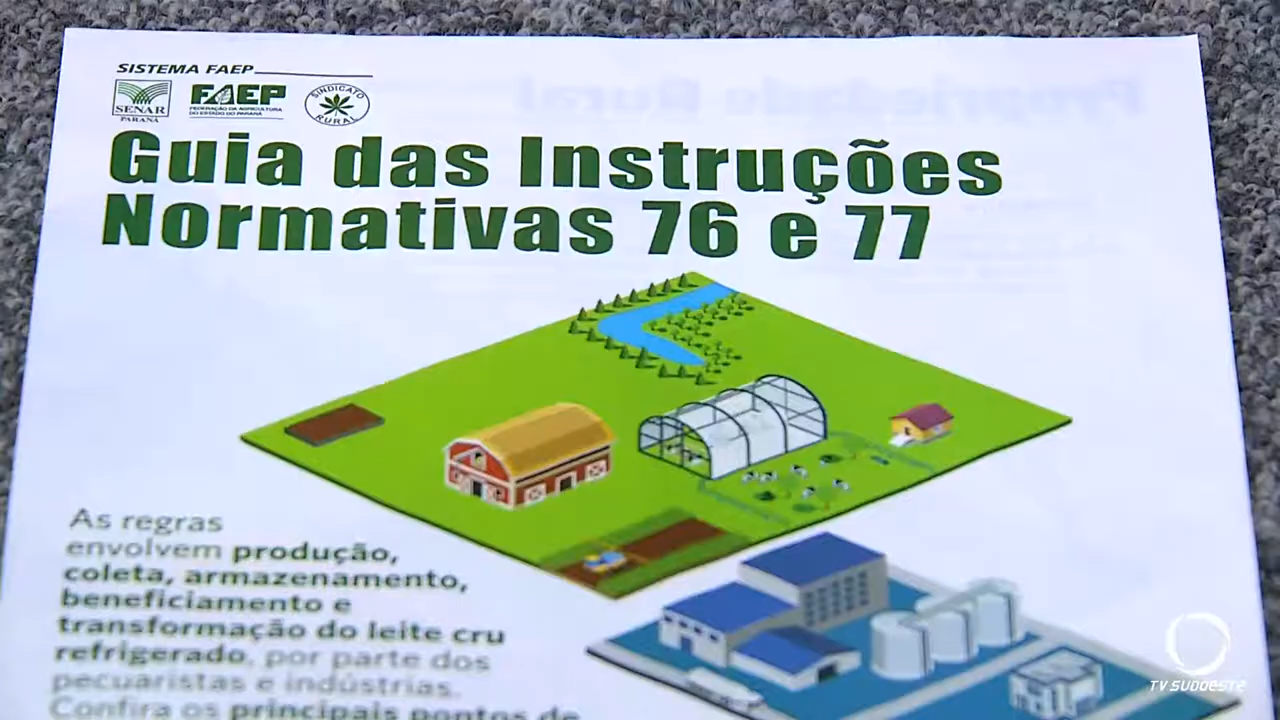 SISTEMA FAEP
SENAR
PARANÁ
FAEP
FEDERAÇÃO DA AGRICULTURA
DO ESTADO DO PARANÁ
SINDICATO
RURAL
Guia das Instruções
Normativas 76 e 77
As regras
envolvem produção,
coleta, armazenamento,
beneficiamento e
transformação do leite cru
refrigerado, por parte dos
pecuaristas e indústrias.
Confira os principais pontos de
TV SUDOESTE